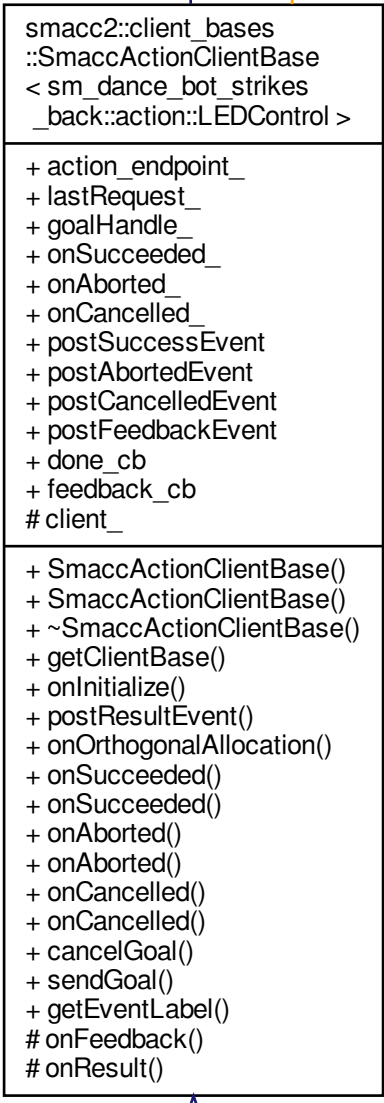 smacc2::client_bases
::SmaccActionClientBase
< sm_dance_bot_strikes
_back::action::LEDControl >
+ action_endpoint_
+ lastRequest_
+ goalHandle_
+ onSucceeded_
+ onAborted_
+ onCancelled_
+ postSuccessEvent
+ postAbortedEvent
+ postCancelledEvent
+ postFeedbackEvent
+ done_cb
+ feedback_cb
# client_
+ SmaccActionClientBase()
+ SmaccActionClientBase()
+ ~SmaccActionClientBase()
+ getClientBase()
+ onInitialize()
+ postResultEvent()
+ onOrthogonalAllocation()
+ onSucceeded()
+ onSucceeded()
+ onAborted()
+ onAborted()
+ onCancelled()
+ onCancelled()
+ cancelGoal()
+ sendGoal()
+ getEventLabel()
# onFeedback()
# onResult()